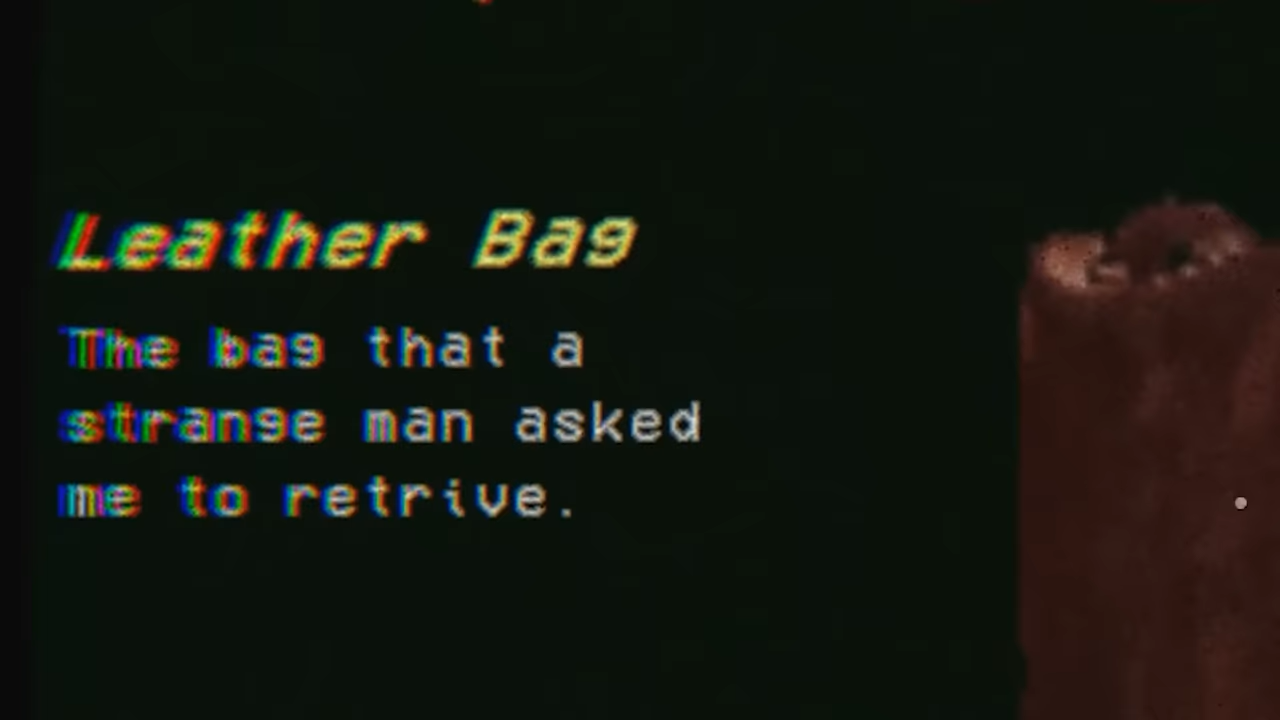 Leather Bag
The bag that a
strange man asked
me to retrive.